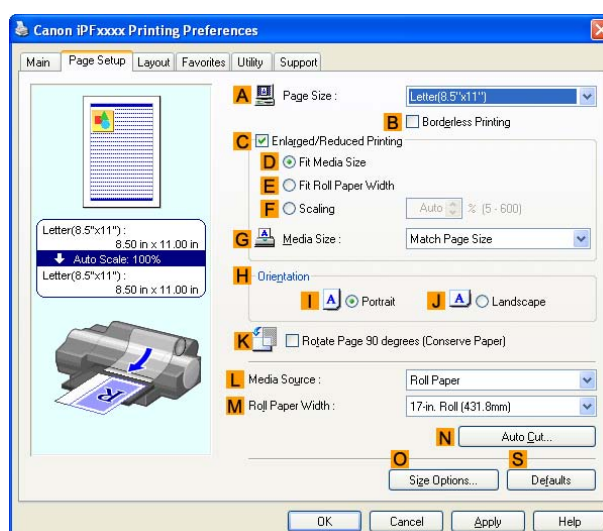 Canon iPFxxxx Printing Preferences
Main Page Setup Layout Favorites Utility Support
A Page Size : Letter(8.5"x11")
B Borderless Printing
C Enlarged/Reduced Printing
D Fit Media Size
E Fit Roll Paper Width
F Scaling Auto % (5 - 600)
Letter(8.5"x11") :
8.50 in x 11.00 in
Auto Scale: 100%
Letter(8.5"x11") :
8.50 in x 11.00 in
G Media Size : Match Page Size
H Orientation
I A Portrait J A Landscape
K Rotate Page 90 degrees (Conserve Paper)
R
L Media Source : Roll Paper
M Roll Paper Width : 17-in. Roll (431.8mm)
N Auto Cut...
O S
Size Options... Defaults
OK Cancel Apply Help